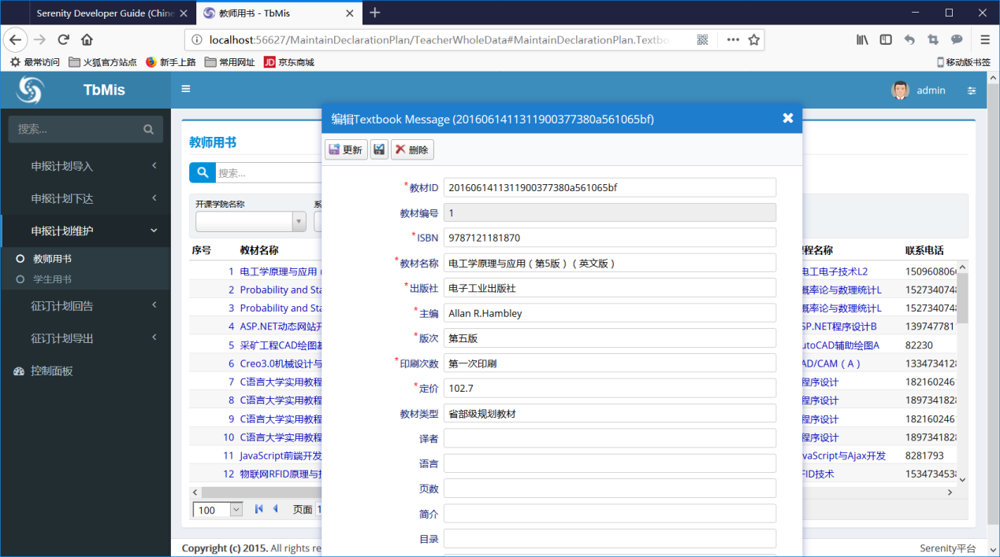 Serenity Developer Guide (Chine
教师用书 - TbMis
localhost:56627/MaintainDeclarationPlan/TeacherWholeData#MaintainDeclarationPlan.Textbo
最常访问 火狐官方站点 新手上路 常用网址 JD 京东商城 移动版书签
TbMis
admin
搜索...
申报计划导入
申报计划下达
申报计划维护
教师用书
学生用书
征订计划回告
征订计划导出
控制面板
教师用书
搜索...
开课学院名称
系
序号 教材名称 程名称 联系电话
1 电工学原理与应用（ 电工电子技术L2 150960806
2 Probability and Sta 概率论与数理统计L 152734074
3 Probability and Sta 概率论与数理统计L 152734074
4 ASP.NET动态网站开 SP.NET程序设计B 139747781
5 采矿工程CAD绘图基 utoCAD辅助绘图A 82230
6 Creo3.0机械设计与 AD/CAM（A） 133473412
7 C语言大学实用教程 程序设计 182160246
8 C语言大学实用教程 程序设计 189734182
9 C语言大学实用教程 程序设计 182160246
10 C语言大学实用教程 程序设计 189734182
11 JavaScript前端开发 vaScript与Ajax开发 8281793
12 物联网RFID原理与技 FID技术 153473453
100 页面 1
编辑Textbook Message (2016061411311900377380a561065bf)
更新 删除
*教材ID 2016061411311900377380a561065bf
教材编号 1
*ISBN 9787121181870
*教材名称 电工学原理与应用（第5版）（英文版）
*出版社 电子工业出版社
*主编 Allan R.Hambley
*版次 第五版
*印刷次数 第一次印刷
*定价 102.7
教材类型 省部级规划教材
译者
语言
页数
简介
目录
Copyright (c) 2015. All rights re
Serenity平台